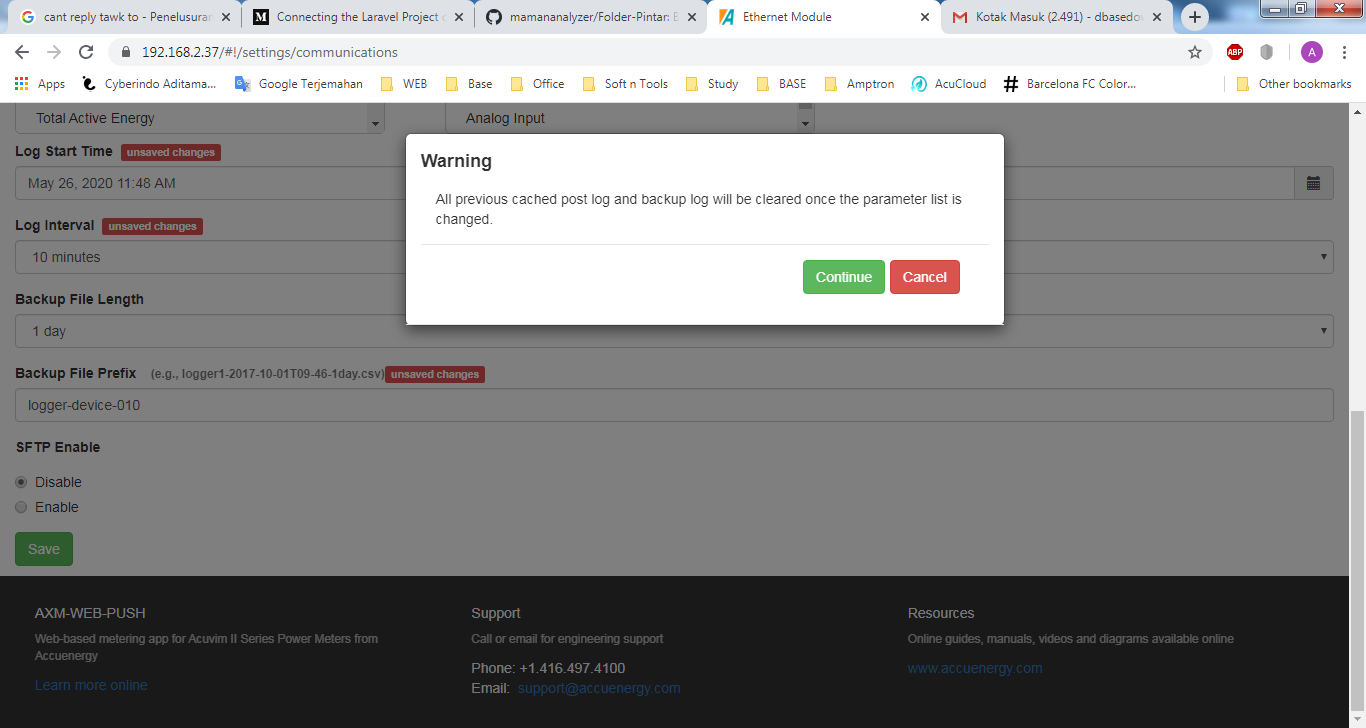 cant reply tawk to - Penelusuran
Connecting the Laravel Project
mamananalyzer/Folder-Pintar: B
Ethernet Module
Kotak Masuk (2.491) - dbasedov
192.168.2.37/#!/settings/communications
ABP
A
Apps
Cyberindo Aditama...
Google Terjemahan
WEB
Base
Office
Soft n Tools
Study
BASE
Amptron
AcuCloud
Barcelona FC Color...
Other bookmarks
Total Active Energy
Analog Input
Log Start Time unsaved changes
May 26, 2020 11:48 AM
Log Interval unsaved changes
10 minutes
Backup File Length
1 day
Backup File Prefix (e.g., logger1-2017-10-01T09-46-1day.csv) unsaved changes
logger-device-010
SFTP Enable
Disable
Enable
Save
Warning
All previous cached post log and backup log will be cleared once the parameter list is
changed.
Continue Cancel
AXM-WEB-PUSH
Web-based metering app for Acuvim II Series Power Meters from
Accuenergy
Learn more online
Support
Call or email for engineering support
Phone: +1.416.497.4100
Email: support@accuenergy.com
Resources
Online guides, manuals, videos and diagrams available online
www.accuenergy.com